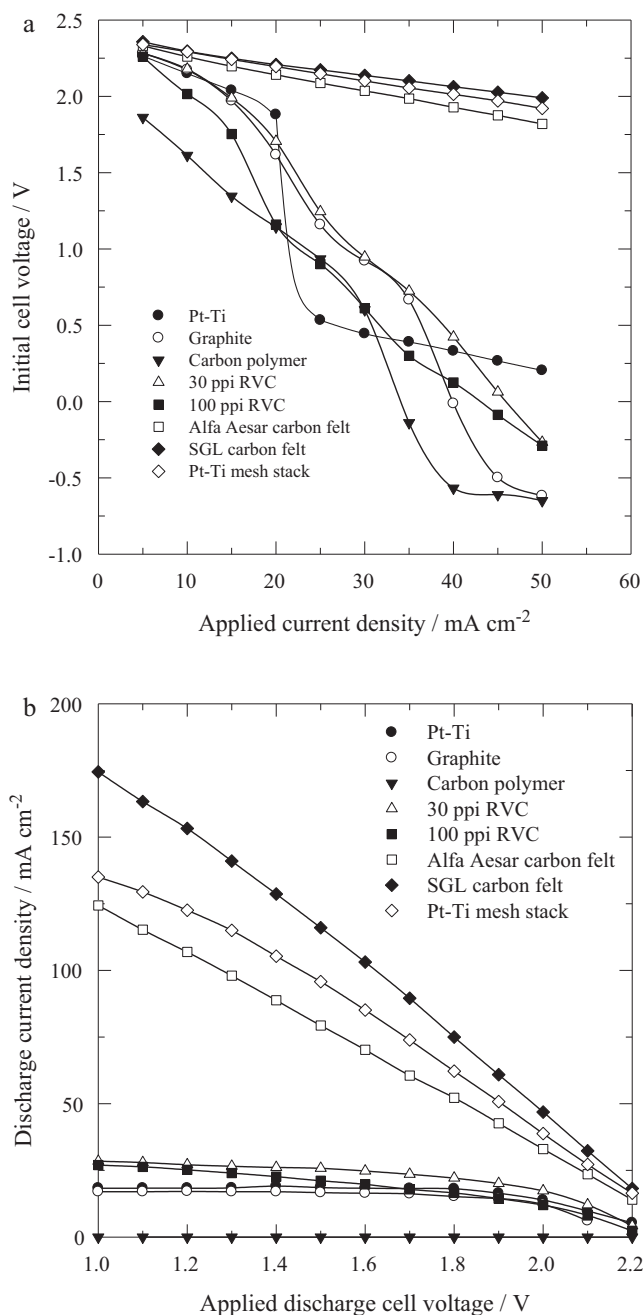 a
2.5
2.0
1.5
1.0
0.5
0.0
-0.5
-1.0
Initial cell voltage / V
Pt-Ti
Graphite
Carbon polymer
30 ppi RVC
100 ppi RVC
Alfa Aesar carbon felt
SGL carbon felt
Pt-Ti mesh stack
0 10 20 30 40 50 60
Applied current density / mA cm-2
b
200
150
100
50
0
Discharge current density / mA cm-2
Pt-Ti
Graphite
Carbon polymer
30 ppi RVC
100 ppi RVC
Alfa Aesar carbon felt
SGL carbon felt
Pt-Ti mesh stack
1.0 1.2 1.4 1.6 1.8 2.0 2.2
Applied discharge cell voltage / V